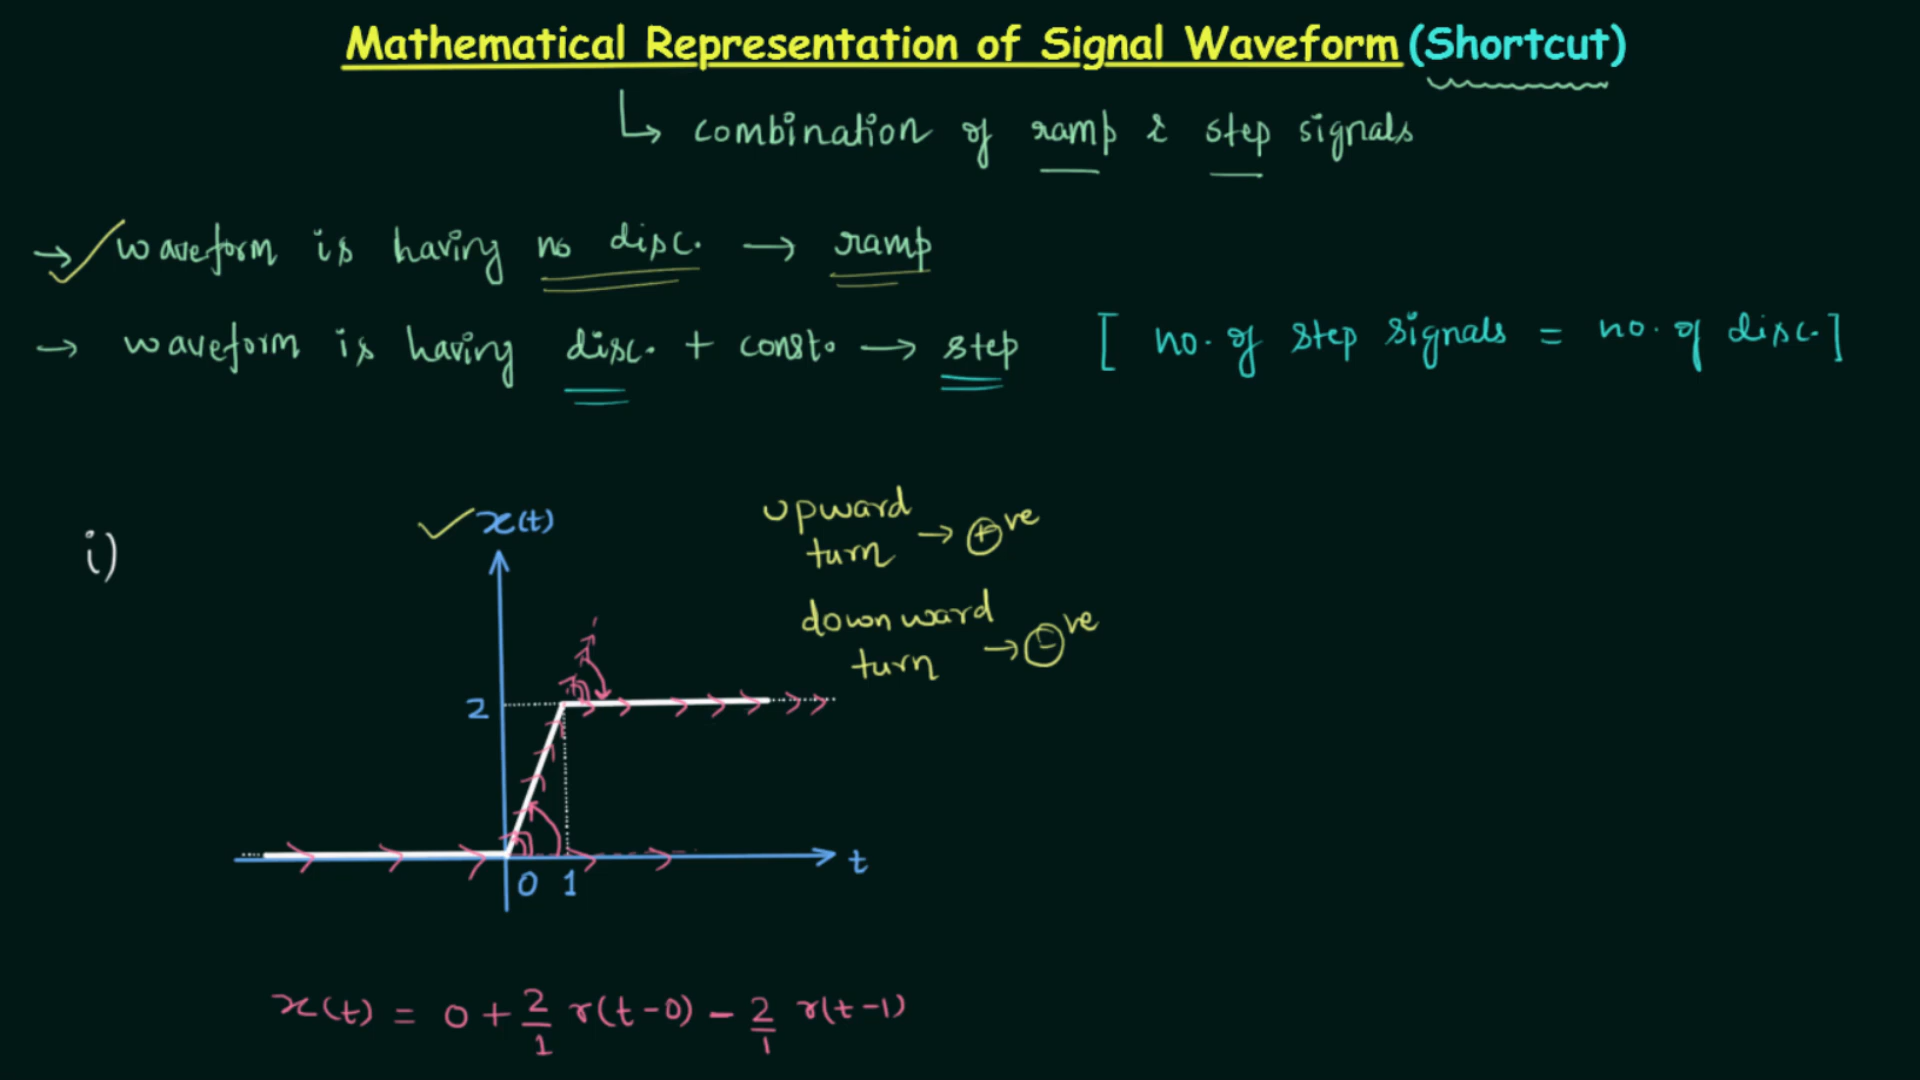 Mathematical Representation of Signal Waveform (Shortcut)
↳ combination of ramp & step signals
→ ✓ waveform is having no disc. → ramp
→ waveform is having disc. + const. → step [ no. of step signals = no. of disc. ]
i)
✓ x(t)
upward turn → ⊕ve
downward turn → ⊖ve
2
0 1
t
x(t) = 0 + 2/1 r(t-0) - 2/1 r(t-1)